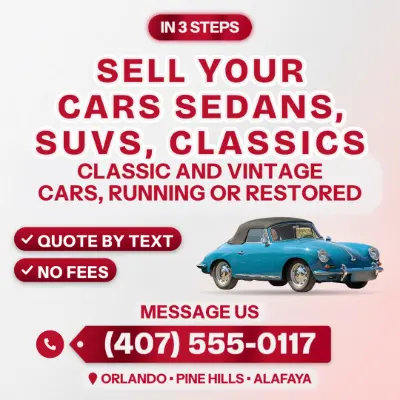 IN 3 STEPS
SELL YOUR
CARS SEDANS,
SUVS, CLASSICS
CLASSIC AND VINTAGE
CARS, RUNNING OR RESTORED
QUOTE BY TEXT
NO FEES
MESSAGE US
(407) 555-0117
ORLANDO • PINE HILLS • ALAFAYA